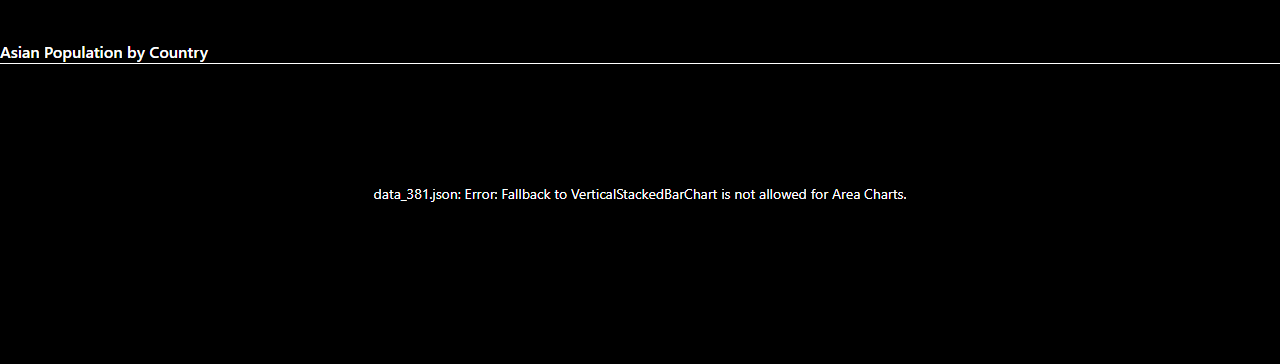 Asian Population by Country
data_381.json: Error: Fallback to VerticalStackedBarChart is not allowed for Area Charts.